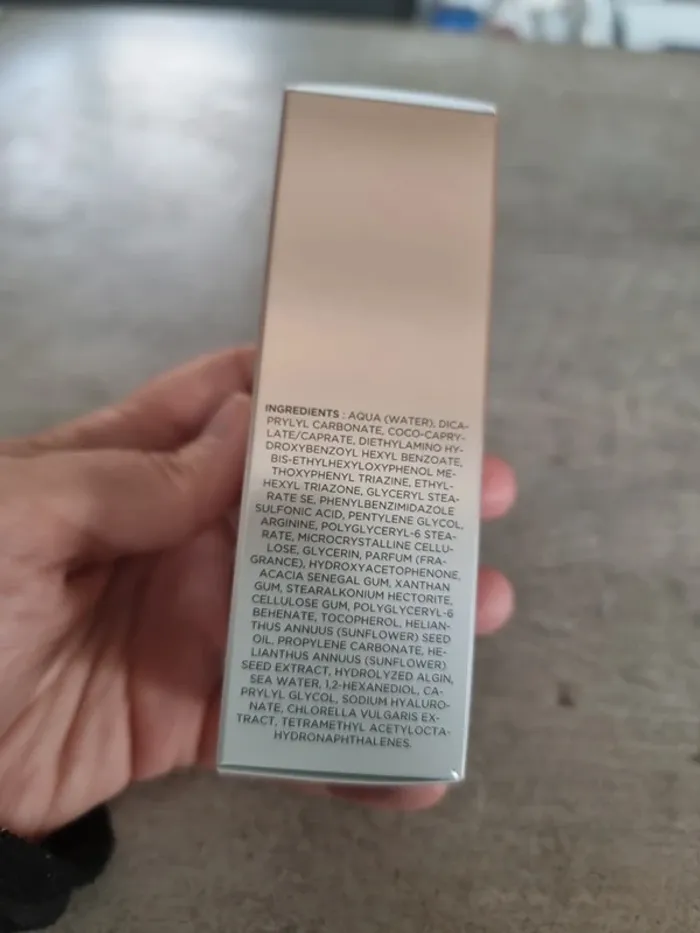 INGREDIENTS : AQUA (WATER), DICA-
PRYLYL CARBONATE, COCO-CAPRY-
LATE/CAPRATE, DIETHYLAMINO HY-
DROXYBENZOYL HEXYL BENZOATE,
BIS-ETHYLHEXYLOXYPHENOL ME-
THOXYPHENYL TRIAZINE, ETHYL-
HEXYL TRIAZONE, GLYCERYL STEA-
RATE SE, PHENYLBENZIMIDAZOLE
SULFONIC ACID, PENTYLENE GLYCOL,
ARGININE, POLYGLYCERYL-6 STEA-
RATE, MICROCRYSTALLINE CELLU-
LOSE, GLYCERIN, PARFUM (FRA-
GRANCE), HYDROXYACETOPHENONE,
ACACIA SENEGAL GUM, XANTHAN
GUM, STEARALKONIUM HECTORITE,
CELLULOSE GUM, POLYGLYCERYL-6
BEHENATE, TOCOPHEROL, HELIAN-
THUS ANNUUS (SUNFLOWER) SEED
OIL, PROPYLENE CARBONATE, HE-
LIANTHUS ANNUUS (SUNFLOWER)
SEED EXTRACT, HYDROLYZED ALGIN,
SEA WATER, 1,2-HEXANEDIOL, CA-
PRYLYL GLYCOL, SODIUM HYALURO-
NATE, CHLORELLA VULGARIS EX-
TRACT, TETRAMETHYL ACETYLOCTA-
HYDRONAPHTHALENES.